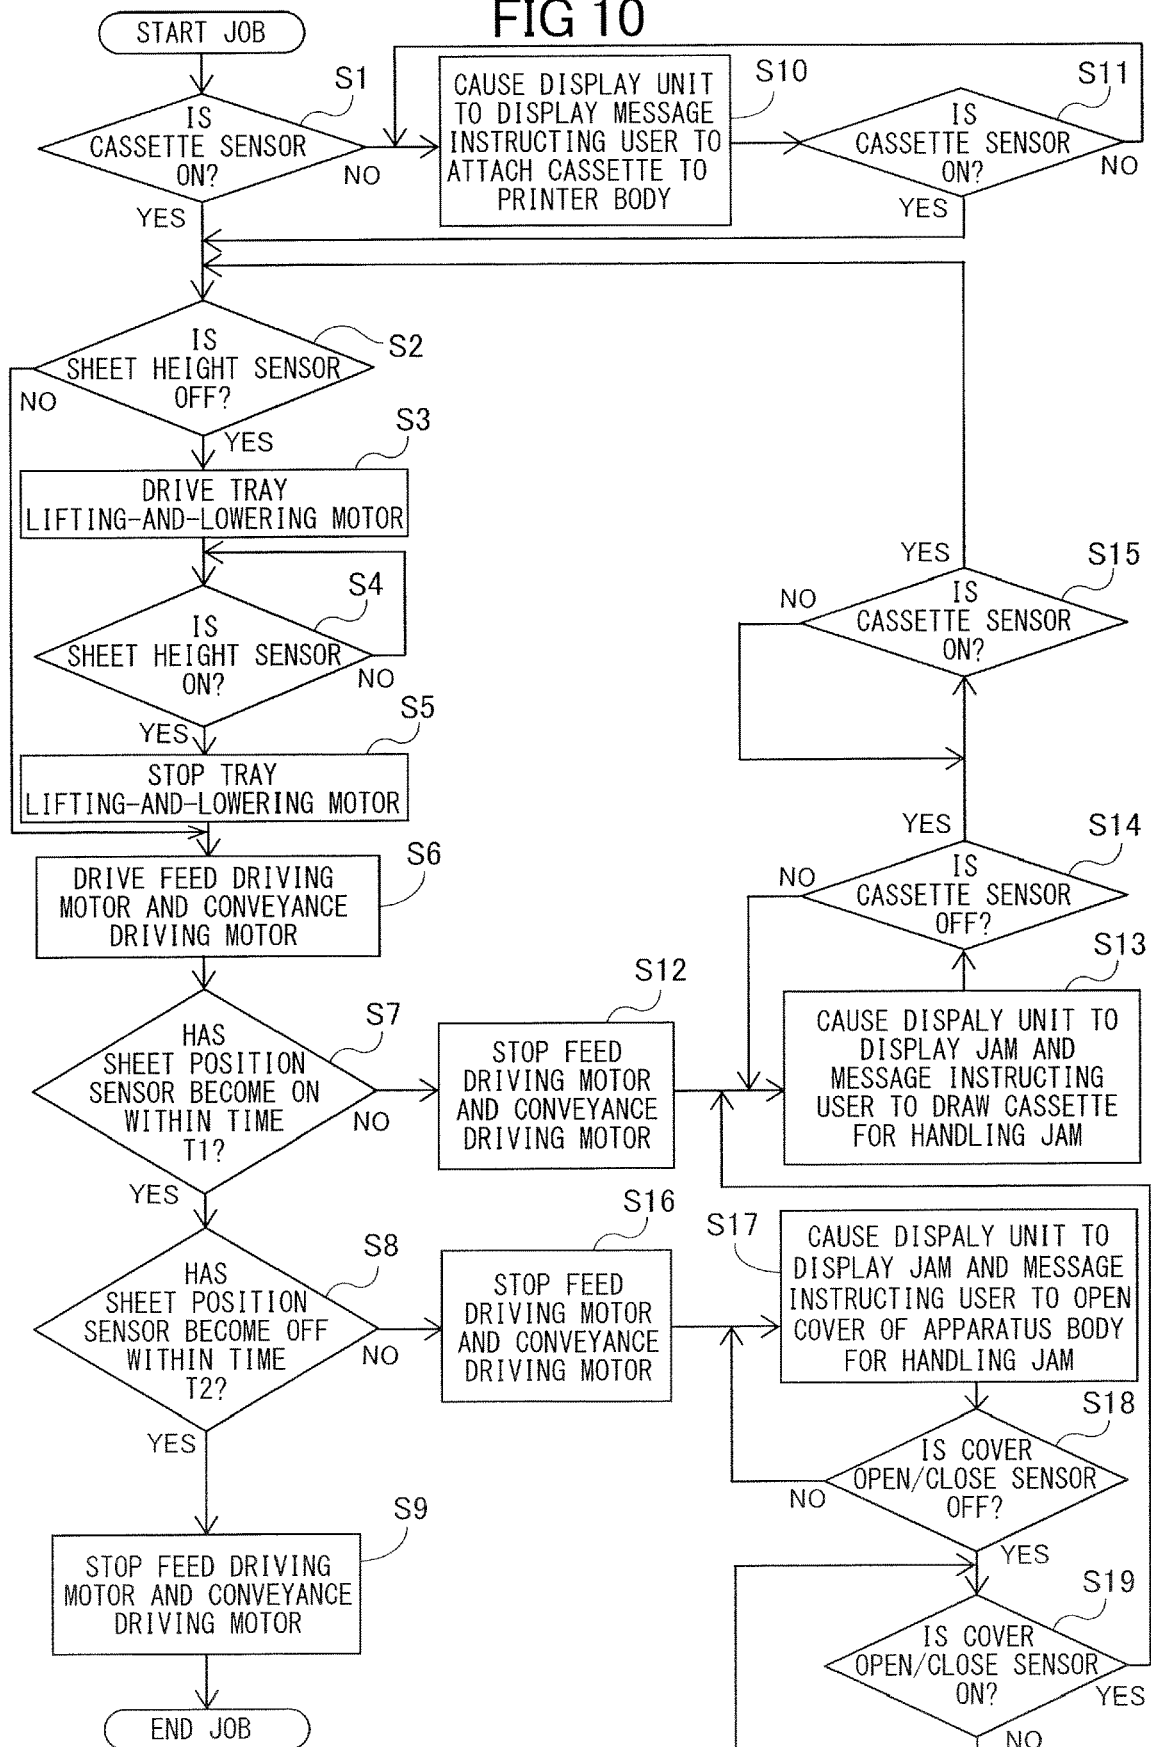 FIG 10
START JOB
S1
IS
CASSETTE SENSOR
ON?
NO
YES
S10
CAUSE DISPLAY UNIT
TO DISPLAY MESSAGE
INSTRUCTING USER TO
ATTACH CASSETTE TO
PRINTER BODY
S11
IS
CASSETTE SENSOR
ON?
NO
YES
S2
IS
SHEET HEIGHT SENSOR
OFF?
NO
YES
S3
DRIVE TRAY
LIFTING-AND-LOWERING MOTOR
S4
IS
SHEET HEIGHT SENSOR
ON?
NO
YES
S5
STOP TRAY
LIFTING-AND-LOWERING MOTOR
S6
DRIVE FEED DRIVING
MOTOR AND CONVEYANCE
DRIVING MOTOR
S7
HAS
SHEET POSITION
SENSOR BECOME ON
WITHIN TIME
T1?
NO
YES
S12
STOP FEED
DRIVING MOTOR
AND CONVEYANCE
DRIVING MOTOR
S13
CAUSE DISPALY UNIT TO
DISPLAY JAM AND
MESSAGE INSTRUCTING
USER TO DRAW CASSETTE
FOR HANDLING JAM
S14
IS
CASSETTE SENSOR
OFF?
NO
YES
S15
IS
CASSETTE SENSOR
ON?
NO
YES
S8
HAS
SHEET POSITION
SENSOR BECOME OFF
WITHIN TIME
T2?
NO
YES
S16
STOP FEED
DRIVING MOTOR
AND CONVEYANCE
DRIVING MOTOR
S17
CAUSE DISPALY UNIT TO
DISPLAY JAM AND MESSAGE
INSTRUCTING USER TO OPEN
COVER OF APPARATUS BODY
FOR HANDLING JAM
S18
IS COVER
OPEN/CLOSE SENSOR
OFF?
NO
YES
S19
IS COVER
OPEN/CLOSE SENSOR
ON?
YES
NO
S9
STOP FEED DRIVING
MOTOR AND CONVEYANCE
DRIVING MOTOR
END JOB